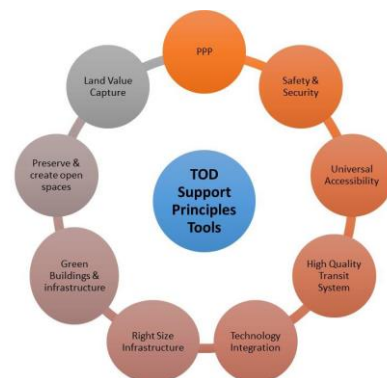 PPP
Safety &
Security
Universal
Accessibility
High Quality
Transit
System
Technology
Integration
Right Size
Infrastructure
Green
Buildings &
infrastructure
Preserve &
create open
spaces
Land Value
Capture
TOD
Support
Principles
Tools